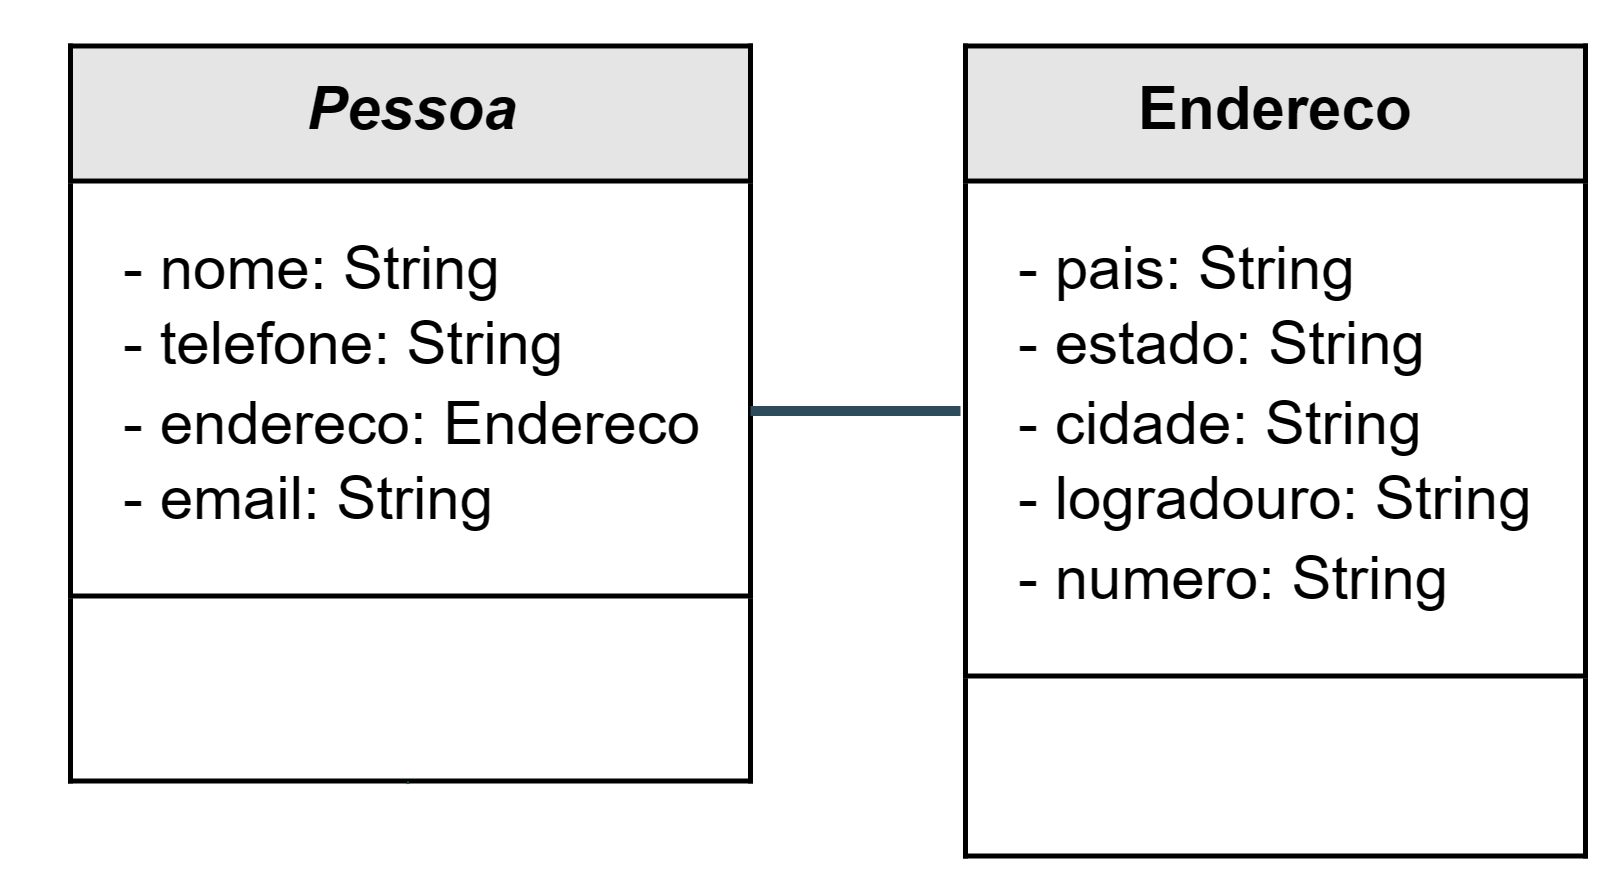 Pessoa
- nome: String
- telefone: String
- endereco: Endereco
- email: String
Endereco
- pais: String
- estado: String
- cidade: String
- logradouro: String
- numero: String